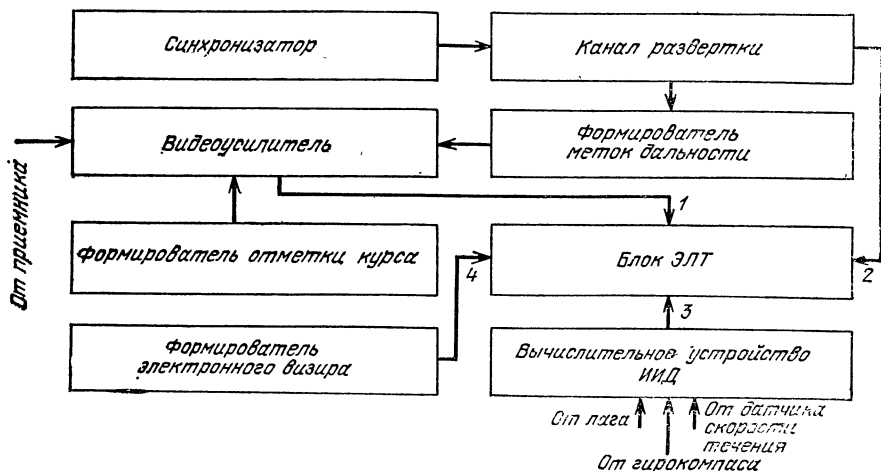 Синхронизатор
Канал развертки
Видеоусилитель
Формирователь
меток дальности
От приемника
1
Формирователь отметки курса
4
Блок ЭЛТ
2
3
Формирователь
электронного визира
Вычислительное устройство
ИИД
От лага
От датчика
скорости
течения
От гирокомпаса